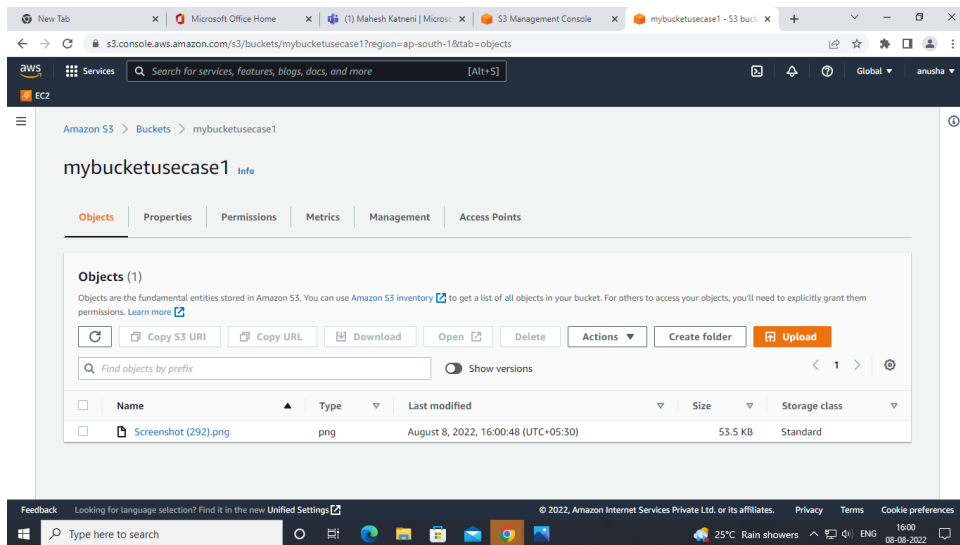 New Tab
Microsoft Office Home
(1) Mahesh Katneni | Microsc
S3 Management Console
mybucketusecase1 - S3 buck
s3.console.aws.amazon.com/s3/buckets/mybucketusecase1?region=ap-south-1&tab=objects
aws
Services
Search for services, features, blogs, docs, and more
[Alt+S]
Global
anusha
EC2
Amazon S3 > Buckets > mybucketusecase1
mybucketusecase1 Info
Objects
Properties
Permissions
Metrics
Management
Access Points
Objects (1)
Objects are the fundamental entities stored in Amazon S3. You can use Amazon S3 inventory to get a list of all objects in your bucket. For others to access your objects, you'll need to explicitly grant them
permissions. Learn more
Copy S3 URI
Copy URL
Download
Open
Delete
Actions
Create folder
Upload
Find objects by prefix
Show versions
1
Name
Type
Last modified
Size
Storage class
Screenshot (292).png
png
August 8, 2022, 16:00:48 (UTC+05:30)
53.5 KB
Standard
Feedback
Looking for language selection? Find it in the new Unified Settings
© 2022, Amazon Internet Services Private Ltd. or its affiliates.
Privacy
Terms
Cookie preferences
Type here to search
25°C Rain showers
ENG
16:00
08-08-2022